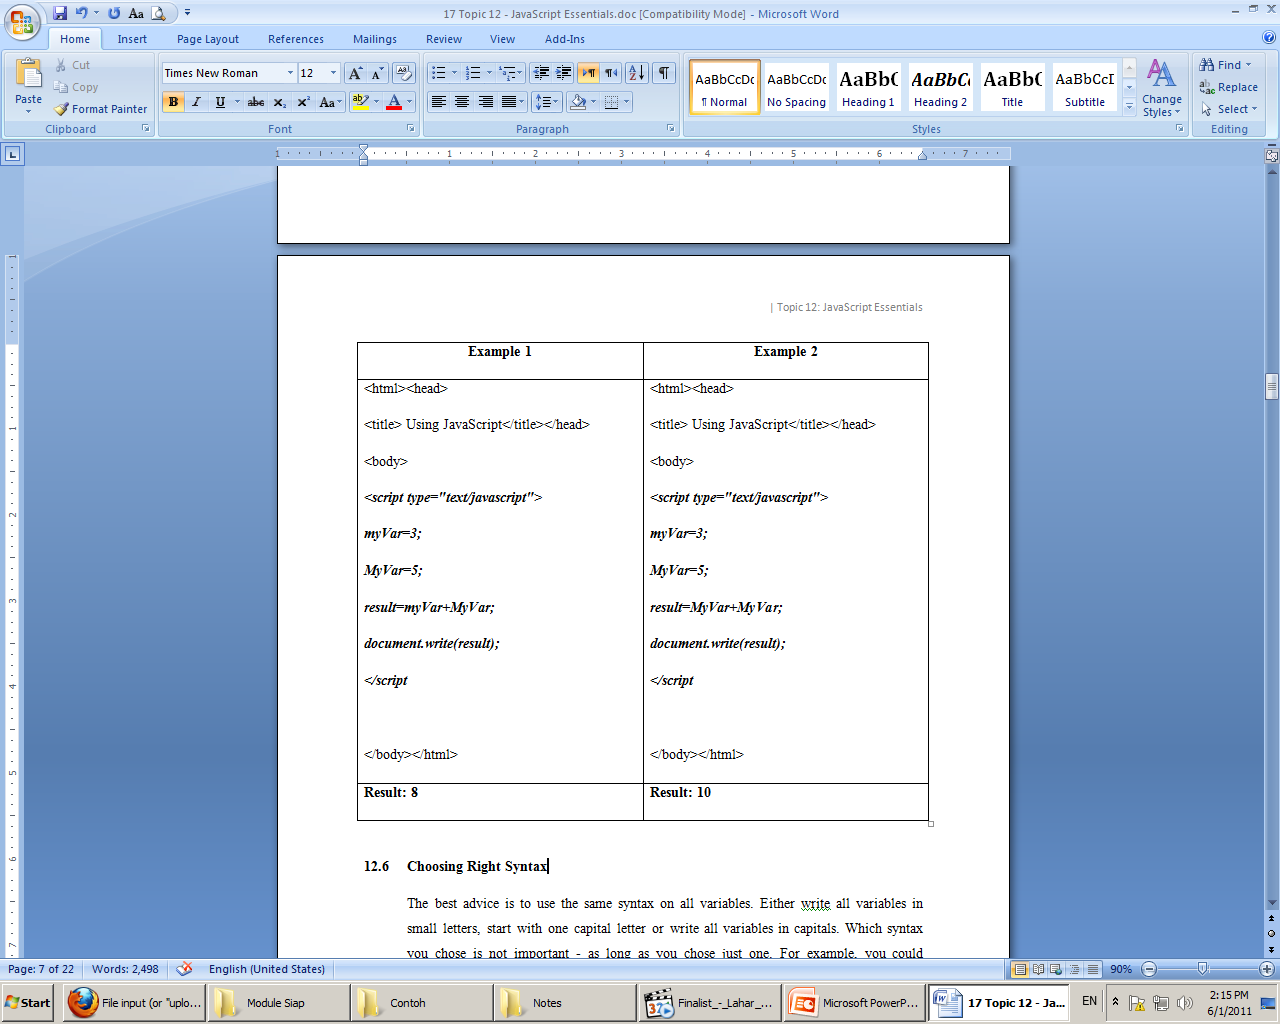 17 Topic 12 - JavaScript Essentials.doc [Compatibility Mode] - Microsoft Word
Home Insert Page Layout References Mailings Review View Add-Ins
Paste
Cut
Copy
Format Painter
Clipboard
Times New Roman 12
Font
Paragraph
AaBbCcDc AaBbCcDc AaBbC AaBbCc AaBbC AaBbCcI
¶ Normal No Spacing Heading 1 Heading 2 Title Subtitle
Change Styles
Styles
Find
Replace
Select
Editing
1 1 2 3 4 5 6 7
| Topic 12: JavaScript Essentials
Example 1
<html><head>
<title> Using JavaScript</title></head>
<body>
<script type="text/javascript">
myVar=3;
MyVar=5;
result=myVar+MyVar;
document.write(result);
</script
</body></html>
Result: 8
Example 2
<html><head>
<title> Using JavaScript</title></head>
<body>
<script type="text/javascript">
myVar=3;
MyVar=5;
result=MyVar+MyVar;
document.write(result);
</script
</body></html>
Result: 10
12.6 Choosing Right Syntax
The best advice is to use the same syntax on all variables. Either write all variables in
small letters, start with one capital letter or write all variables in capitals. Which syntax
you chose is not important - as long as you chose just one. For example, you could
Page: 7 of 22 Words: 2,498 English (United States) 90%
Start File input (or "uplo... Module Siap Contoh Notes Finalist_-_Lahar_... Microsoft PowerP... 17 Topic 12 - Ja... EN 2:15 PM
6/1/2011